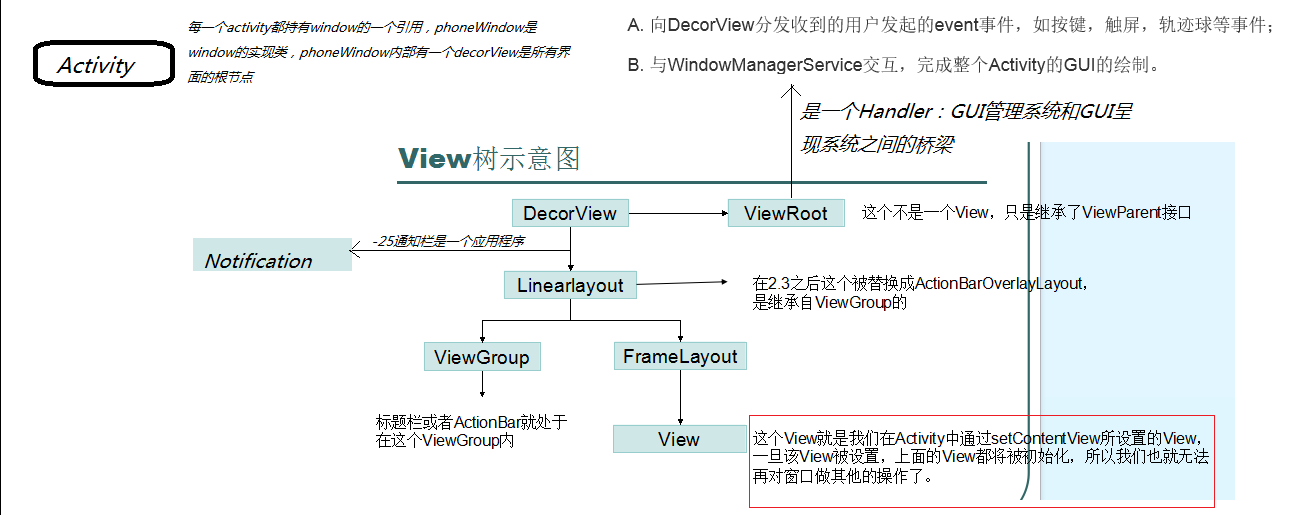 Activity
每一个activity都持有window的一个引用，phoneWindow是
window的实现类，phoneWindow内部有一个decorView是所有界
面的根节点
A. 向DecorView分发收到的用户发起的event事件，如按键，触屏，轨迹球等事件；
B. 与WindowManagerService交互，完成整个Activity的GUI的绘制。
是一个Handler：GUI管理系统和GUI呈
现系统之间的桥梁
View树示意图
DecorView
ViewRoot
这个不是一个View，只是继承了ViewParent接口
-25通知栏是一个应用程序
Notification
Linearlayout
在2.3之后这个被替换成ActionBarOverlayLayout，
是继承自ViewGroup的
ViewGroup
FrameLayout
标题栏或者ActionBar就处于
在这个ViewGroup内
View
这个View就是我们在Activity中通过setContentView所设置的View，
一旦该View被设置，上面的View都将被初始化，所以我们也就无法
再对窗口做其他的操作了。